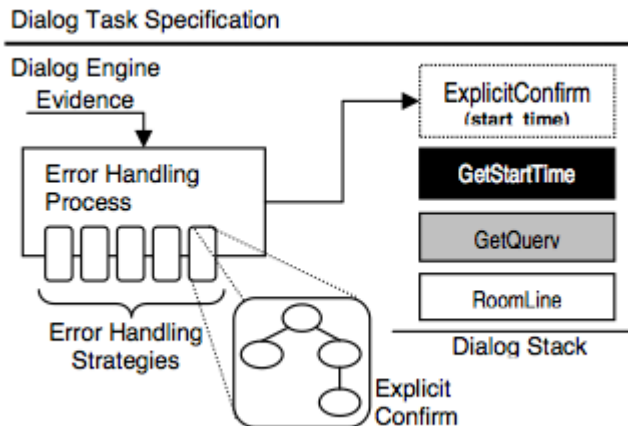 Dialog Task Specification
Dialog Engine
Evidence
Error Handling
Process
Error Handling
Strategies
Explicit
Confirm
ExplicitConfirm
(start_time)
GetStartTime
GetQuery
RoomLine
Dialog Stack